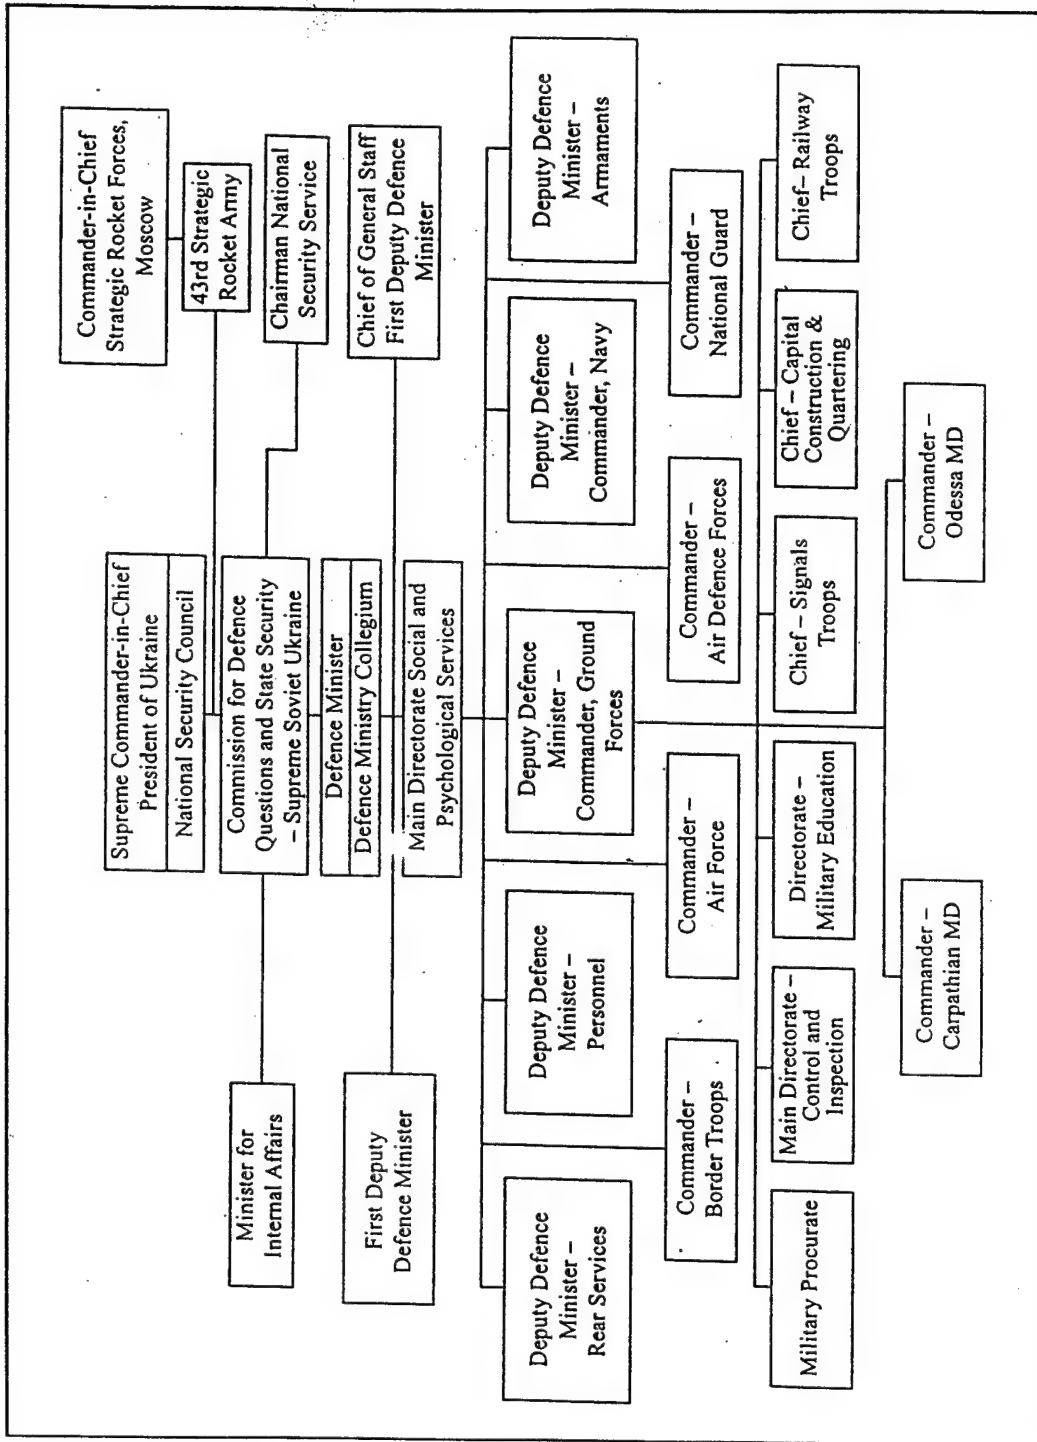 Commander-in-Chief
Strategic Rocket Forces,
Moscow
Supreme Commander-in-Chief
President of Ukraine
National Security Council
43rd Strategic
Rocket Army
Minister for
Internal Affairs
Commission for Defence
Questions and State Security
– Supreme Soviet Ukraine
Chairman National
Security Service
Defence Minister
Defence Ministry Collegium
First Deputy
Defence Minister
Chief of General Staff
First Deputy Defence
Minister
Main Directorate Social and
Psychological Services
Deputy Defence
Minister –
Rear Services
Deputy Defence
Minister –
Personnel
Deputy Defence
Minister –
Commander, Ground
Forces
Deputy Defence
Minister –
Commander, Navy
Deputy Defence
Minister –
Armaments
Commander –
Border Troops
Commander –
Air Force
Commander –
Air Defence Forces
Commander –
National Guard
Military Procurate
Main Directorate –
Control and
Inspection
Directorate –
Military Education
Chief – Signals
Troops
Chief – Capital
Construction &
Quartering
Chief– Railway
Troops
Commander –
Carpathian MD
Commander –
Odessa MD